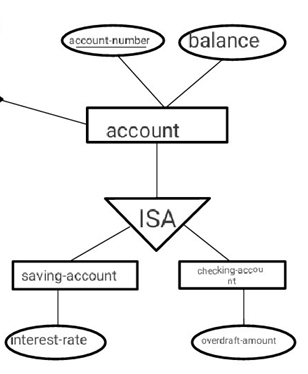 account-number
balance
account
ISA
saving-account
checking-accou
nt
interest-rate
overdraft-amount